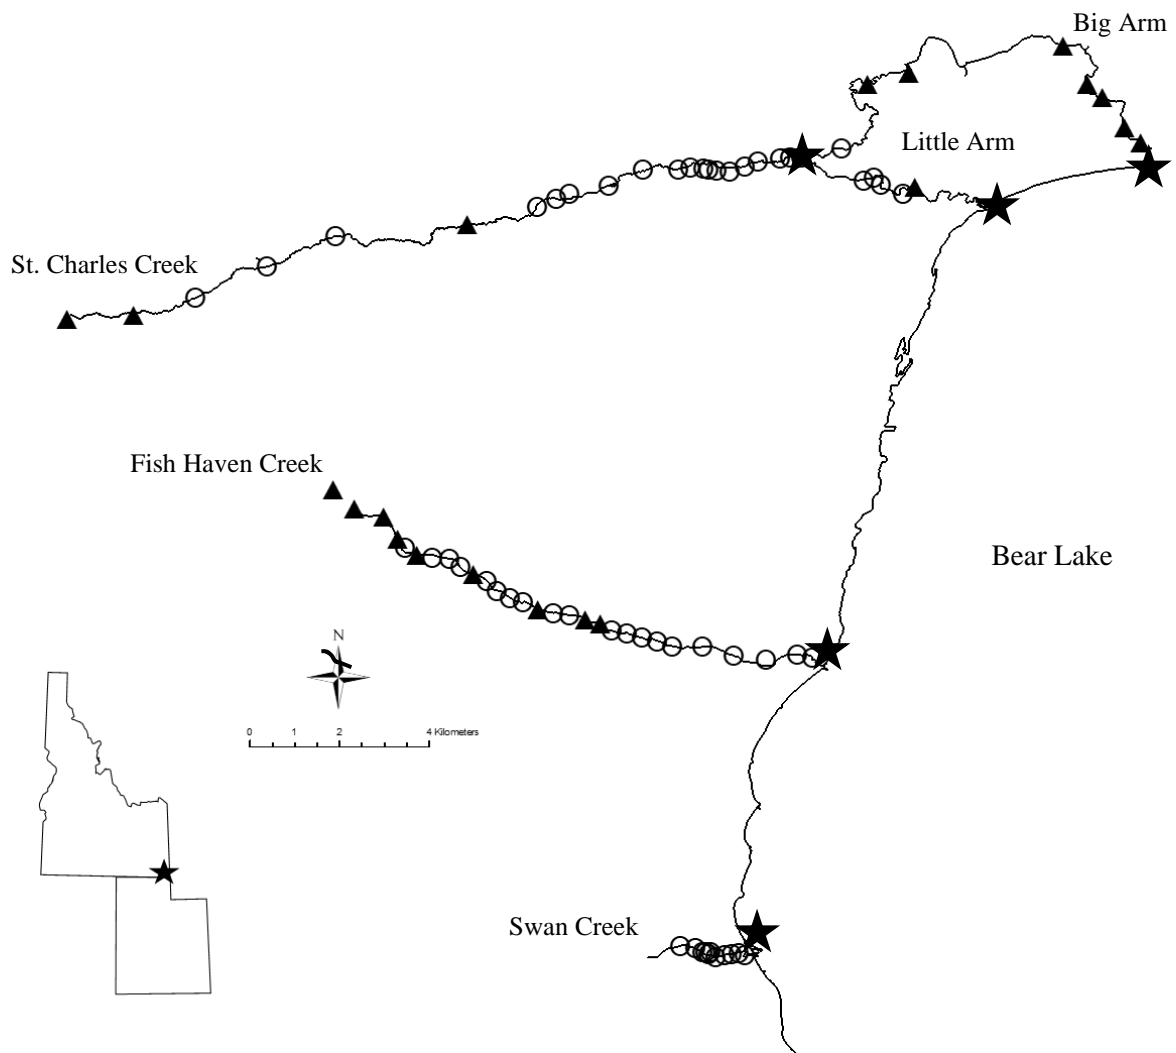 Big Arm
Little Arm
St. Charles Creek
Fish Haven Creek
Bear Lake
N
0 1 2 4 Kilometers
Swan Creek